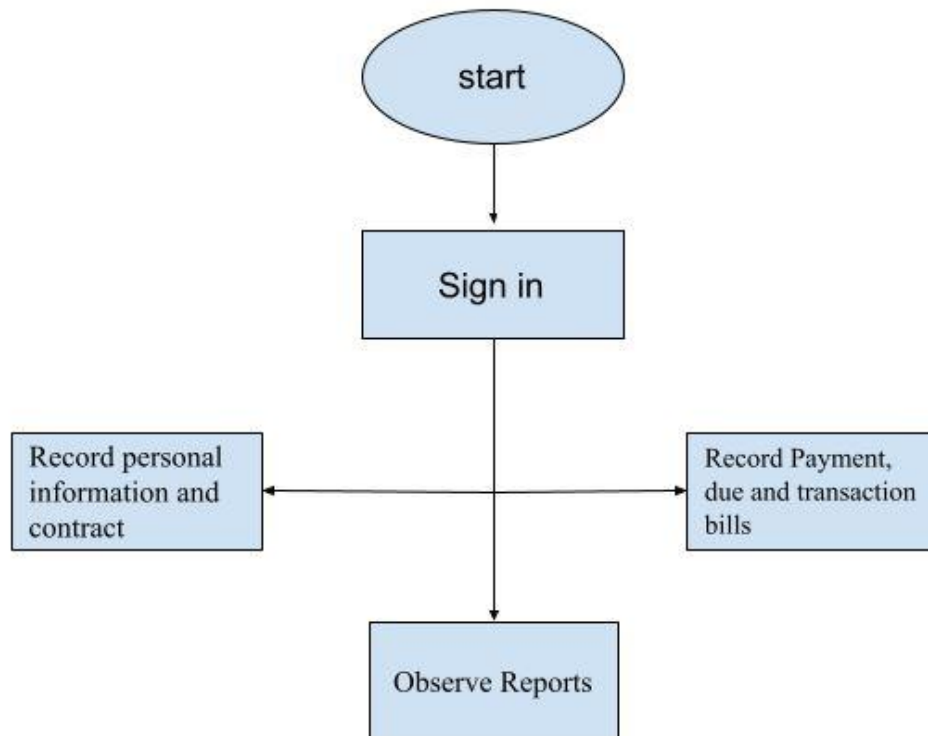 start
Sign in
Record personal
information and
contract
Record Payment,
due and transaction
bills
Observe Reports